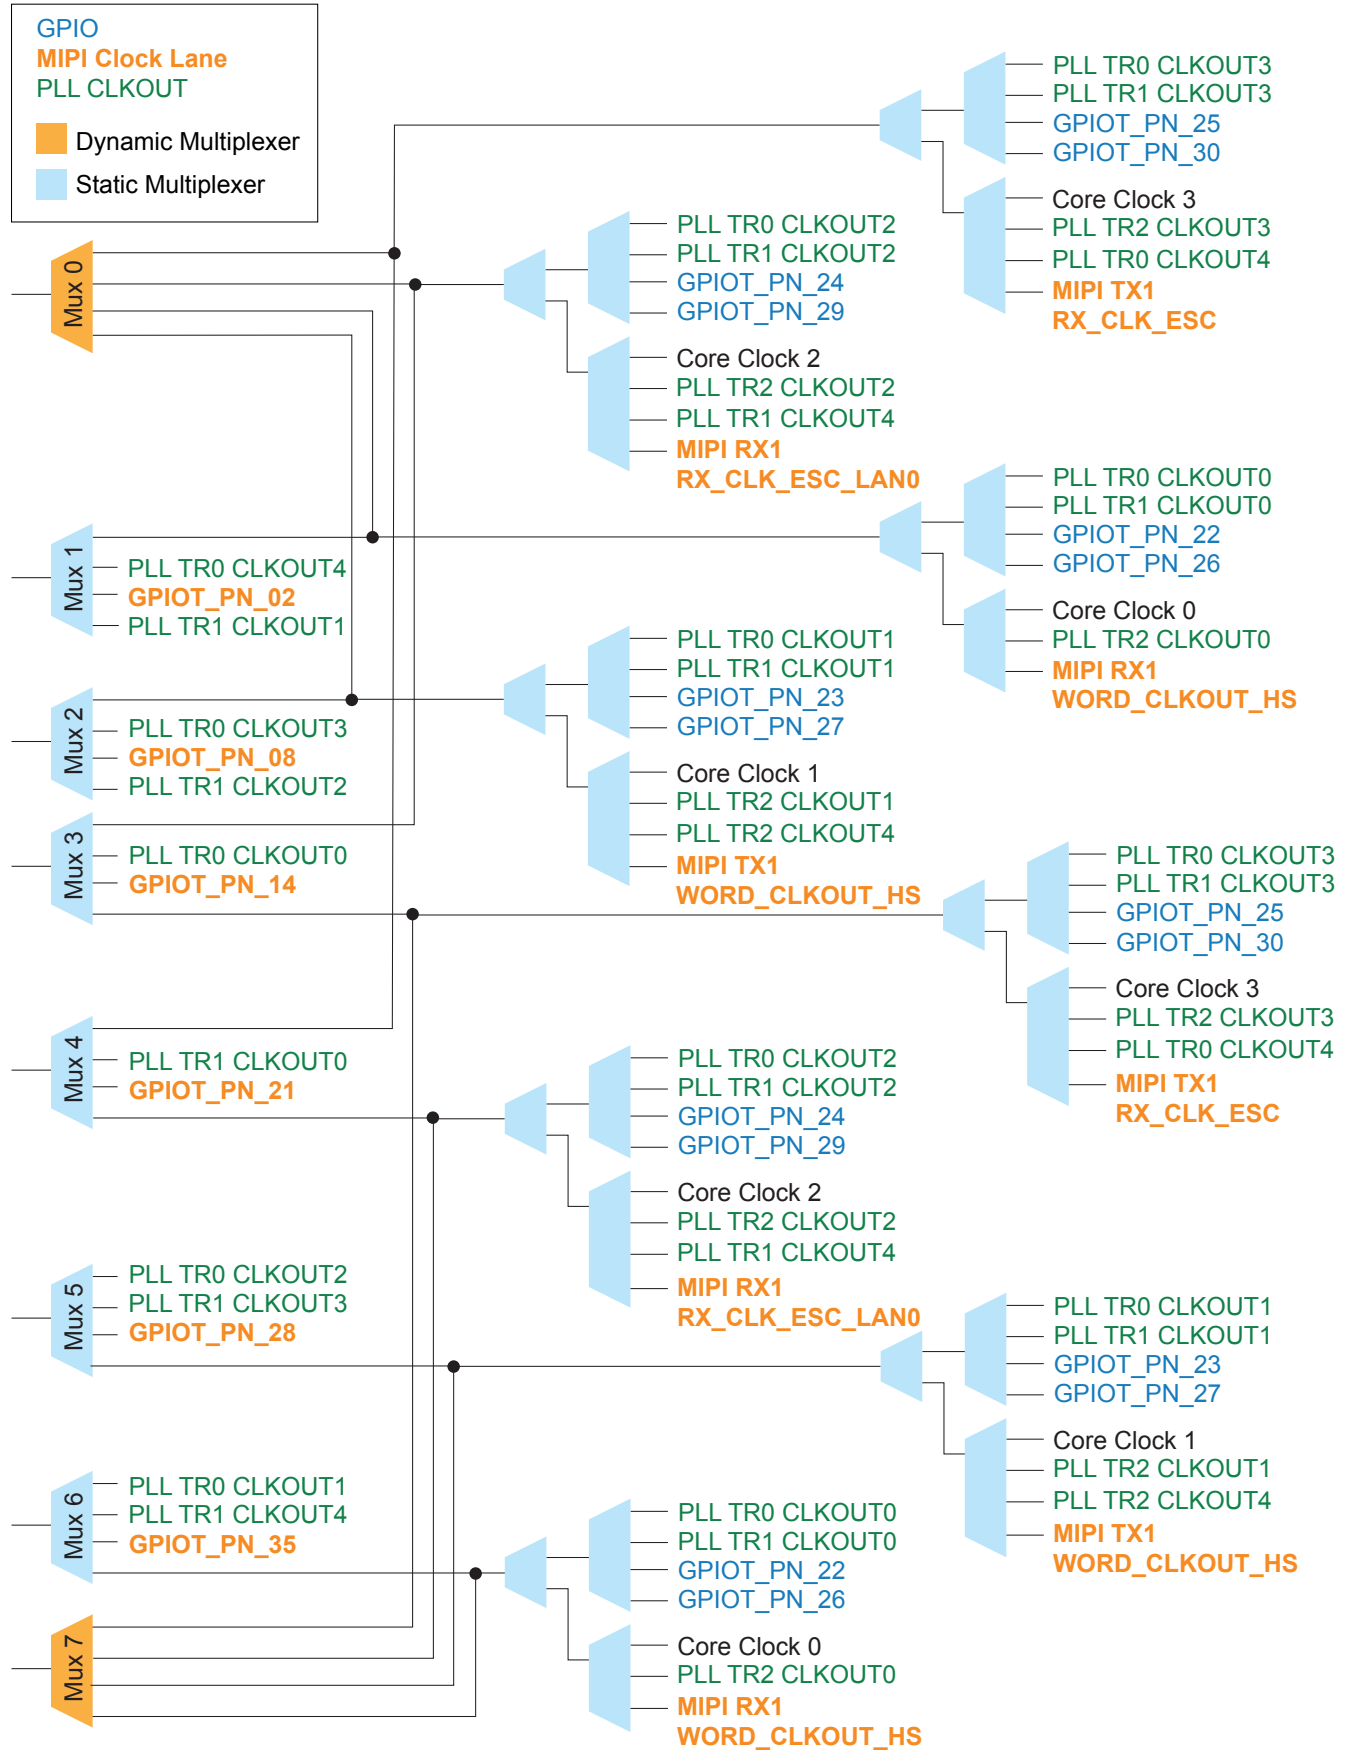 GPIO
MIPI Clock Lane
PLL CLKOUT
Dynamic Multiplexer
Static Multiplexer
PLL TR0 CLKOUT3
PLL TR1 CLKOUT3
GPIOT_PN_25
GPIOT_PN_30
Core Clock 3
PLL TR2 CLKOUT3
PLL TR0 CLKOUT4
MIPI TX1
RX_CLK_ESC
Mux 0
PLL TR0 CLKOUT2
PLL TR1 CLKOUT2
GPIOT_PN_24
GPIOT_PN_29
Core Clock 2
PLL TR2 CLKOUT2
PLL TR1 CLKOUT4
MIPI RX1
RX_CLK_ESC_LAN0
PLL TR0 CLKOUT0
PLL TR1 CLKOUT0
GPIOT_PN_22
GPIOT_PN_26
Core Clock 0
PLL TR2 CLKOUT0
MIPI RX1
WORD_CLKOUT_HS
Mux 1
PLL TR0 CLKOUT4
GPIOT_PN_02
PLL TR1 CLKOUT1
PLL TR0 CLKOUT1
PLL TR1 CLKOUT1
GPIOT_PN_23
GPIOT_PN_27
Core Clock 1
PLL TR2 CLKOUT1
PLL TR2 CLKOUT4
MIPI TX1
WORD_CLKOUT_HS
Mux 2
PLL TR0 CLKOUT3
GPIOT_PN_08
PLL TR1 CLKOUT2
Mux 3
PLL TR0 CLKOUT0
GPIOT_PN_14
PLL TR0 CLKOUT3
PLL TR1 CLKOUT3
GPIOT_PN_25
GPIOT_PN_30
Core Clock 3
PLL TR2 CLKOUT3
PLL TR0 CLKOUT4
MIPI TX1
RX_CLK_ESC
Mux 4
PLL TR1 CLKOUT0
GPIOT_PN_21
PLL TR0 CLKOUT2
PLL TR1 CLKOUT2
GPIOT_PN_24
GPIOT_PN_29
Core Clock 2
PLL TR2 CLKOUT2
PLL TR1 CLKOUT4
MIPI RX1
RX_CLK_ESC_LAN0
Mux 5
PLL TR0 CLKOUT2
PLL TR1 CLKOUT3
GPIOT_PN_28
PLL TR0 CLKOUT1
PLL TR1 CLKOUT1
GPIOT_PN_23
GPIOT_PN_27
Core Clock 1
PLL TR2 CLKOUT1
PLL TR2 CLKOUT4
MIPI TX1
WORD_CLKOUT_HS
Mux 6
PLL TR0 CLKOUT1
PLL TR1 CLKOUT4
GPIOT_PN_35
PLL TR0 CLKOUT0
PLL TR1 CLKOUT0
GPIOT_PN_22
GPIOT_PN_26
Core Clock 0
PLL TR2 CLKOUT0
MIPI RX1
WORD_CLKOUT_HS
Mux 7